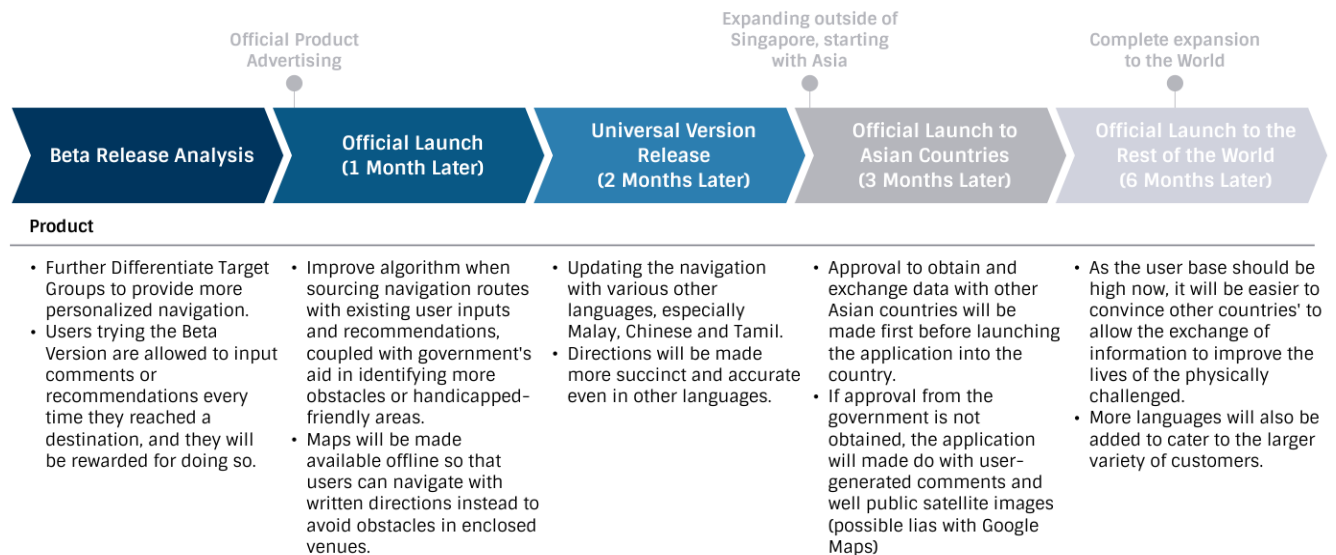 Official Product
Advertising
Expanding outside of
Singapore, starting
with Asia
Complete expansion
to the World
Beta Release Analysis
Official Launch
(1 Month Later)
Universal Version
Release
(2 Months Later)
Official Launch to
Asian Countries
(3 Months Later)
Official Launch to the
Rest of the World
(6 Months Later)
Product
• Further Differentiate Target
Groups to provide more
personalized navigation.
• Users trying the Beta
Version are allowed to input
comments or
recommendations every
time they reached a
destination, and they will
be rewarded for doing so.
• Improve algorithm when
sourcing navigation routes
with existing user inputs
and recommendations,
coupled with government's
aid in identifying more
obstacles or handicapped-
friendly areas.
• Maps will be made
available offline so that
users can navigate with
written directions instead to
avoid obstacles in enclosed
venues.
• Updating the navigation
with various other
languages, especially
Malay, Chinese and Tamil.
• Directions will be made
more succinct and accurate
even in other languages.
• Approval to obtain and
exchange data with other
Asian countries will be
made first before launching
the application into the
country.
• If approval from the
government is not
obtained, the application
will made do with user-
generated comments and
well public satellite images
(possible lias with Google
Maps)
• As the user base should be
high now, it will be easier to
convince other countries' to
allow the exchange of
information to improve the
lives of the physically
challenged.
• More languages will also be
added to cater to the larger
variety of customers.